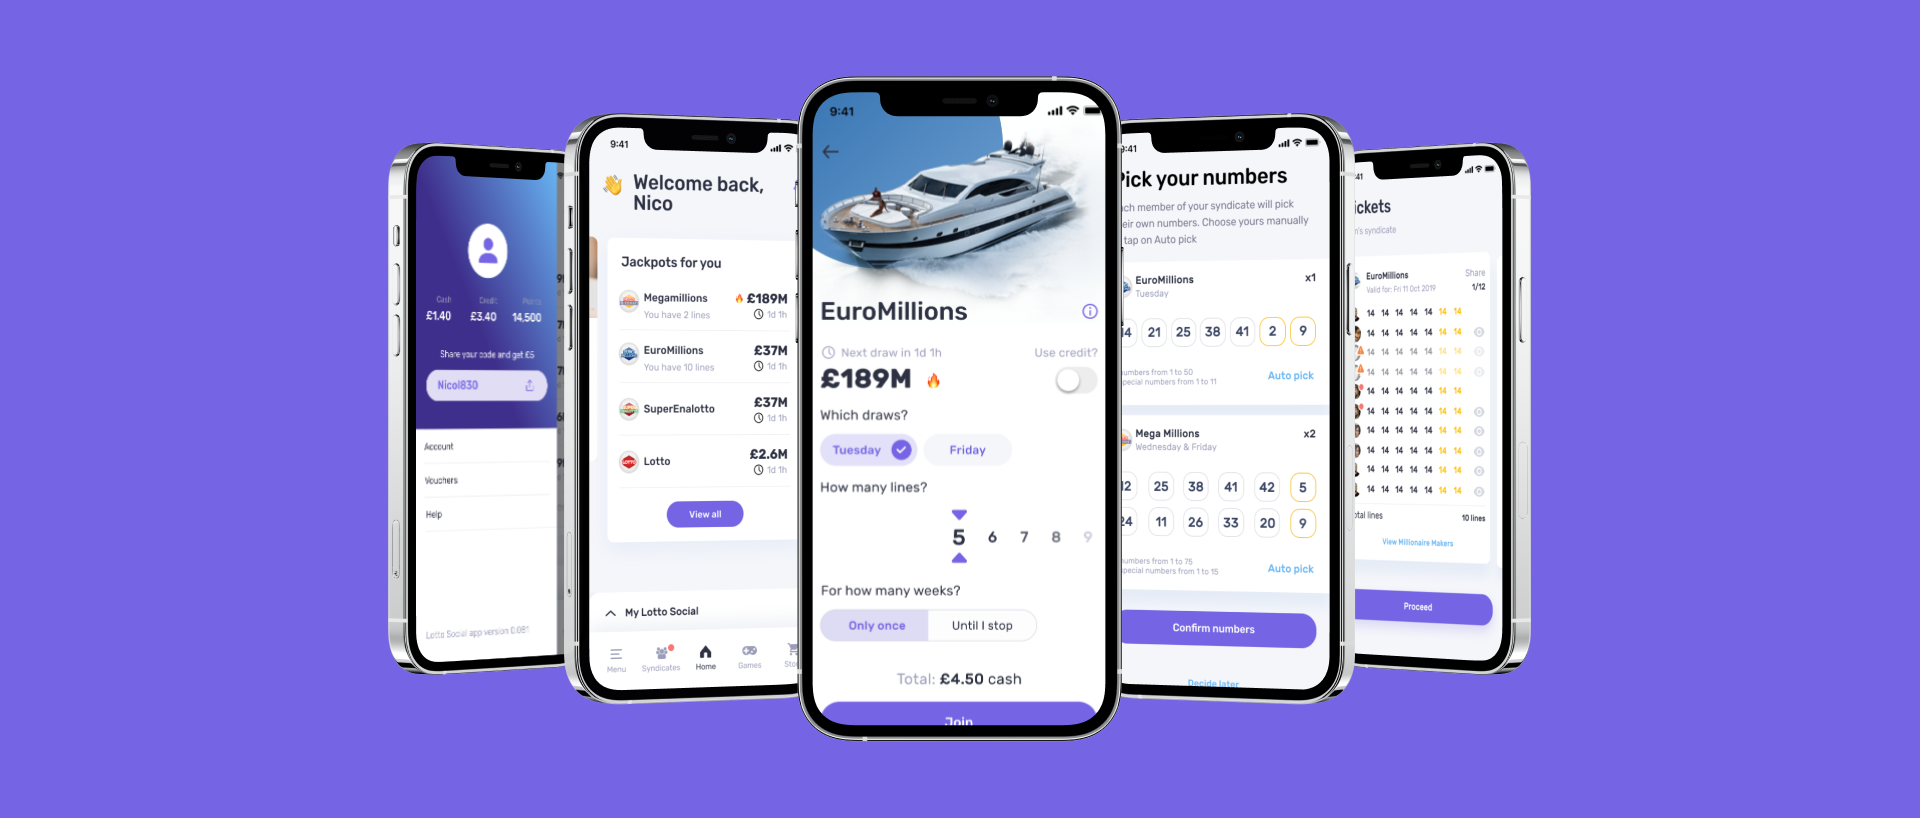 Cash
Credit
Points
£1.40
£3.40
14,500
Share your code and get £5
Nicol830
Account
Vouchers
Help
Lotto Social app version 0.081
9:41
Welcome back,
Nico
Jackpots for you
Megamillions
£189M
You have 2 lines
1d 1h
EuroMillions
£37M
You have 10 lines
1d 1h
SuperEnalotto
£37M
1d 1h
Lotto
£2.6M
1d 1h
View all
My Lotto Social
Menu
Syndicates
Home
Games
Sto
9:41
EuroMillions
Next draw in 1d 1h
Use credit?
£189M
Which draws?
Tuesday
Friday
How many lines?
5 6 7 8 9
For how many weeks?
Only once
Until I stop
Total: £4.50 cash
Join
:41
Pick your numbers
ach member of your syndicate will pick
heir own numbers. Choose yours manually
tap on Auto pick
EuroMillions
x1
Tuesday
14 21 25 38 41 2 9
umbers from 1 to 50
special numbers from 1 to 11
Auto pick
Mega Millions
x2
Wednesday & Friday
12 25 38 41 42 5
24 11 26 33 20 9
umbers from 1 to 75
special numbers from 1 to 15
Auto pick
Confirm numbers
Decide later
41
ickets
n's syndicate
EuroMillions
Share
Valid for: Fri 11 Oct 2019
1/12
14 14 14 14 14 14 14
14 14 14 14 14 14 14
14 14 14 14 14 14 14
14 14 14 14 14 14 14
14 14 14 14 14 14 14
14 14 14 14 14 14 14
14 14 14 14 14 14 14
14 14 14 14 14 14 14
14 14 14 14 14 14 14
14 14 14 14 14 14 14
tal lines
10 lines
View Millionaire Makers
Proceed